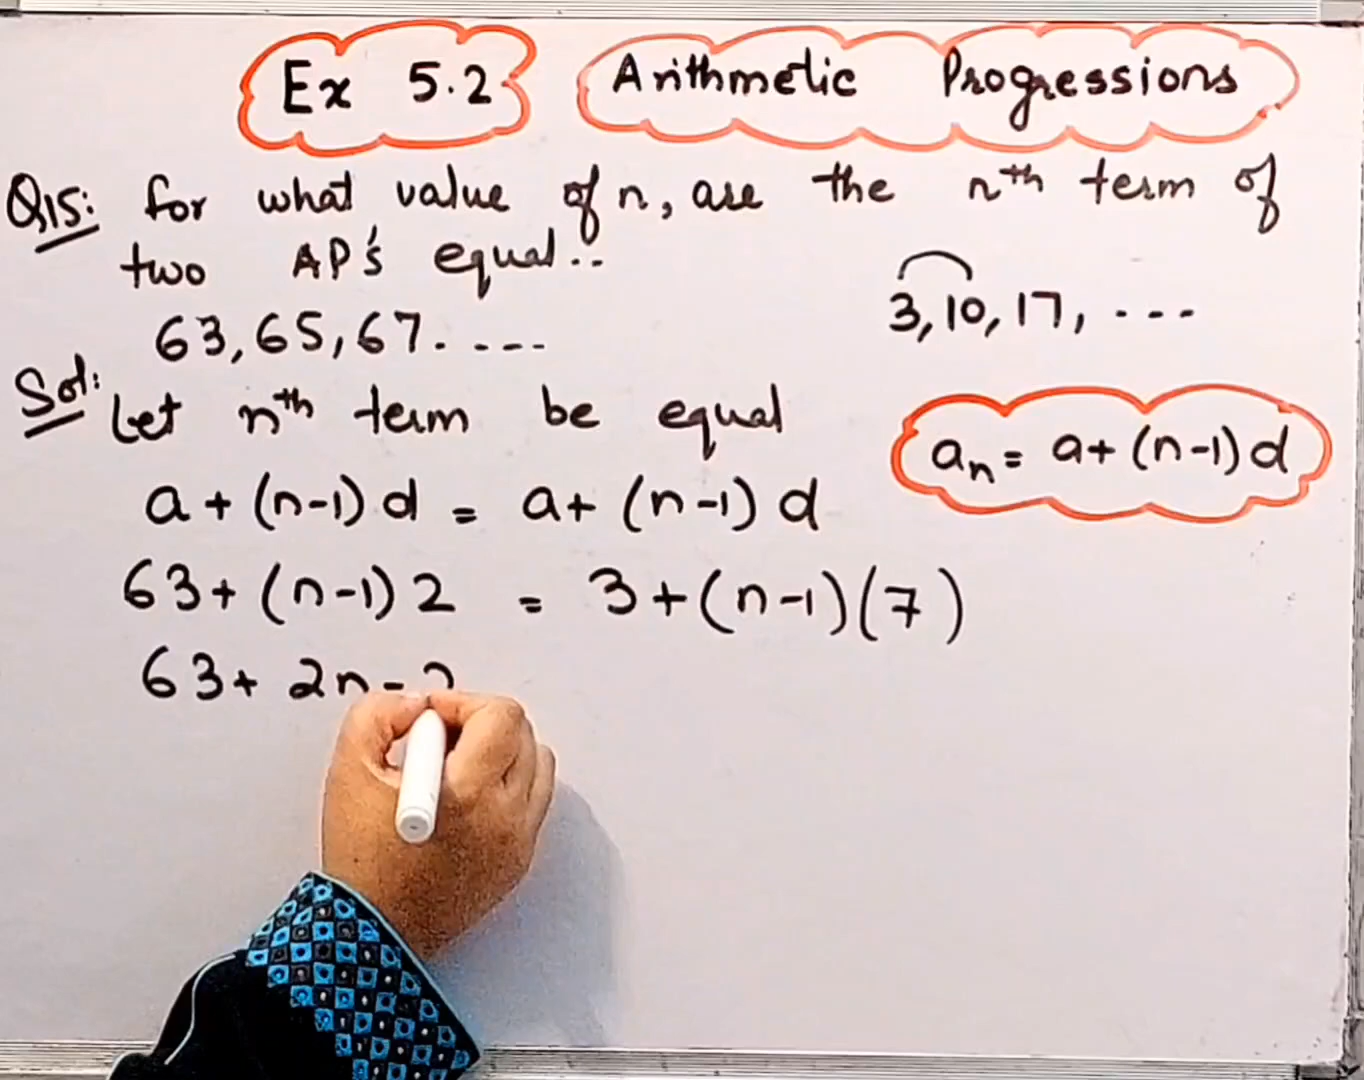 Ex 5.2 Arithmetic Progressions
Q15: for what value of n, are the nth term of
two AP's equal..
63, 65, 67. ---- 3, 10, 17, ----
Sol: Let nth term be equal
an = a+ (n-1) d
a + (n-1) d = a+ (n-1) d
63+ (n-1) 2 = 3+(n-1)(7)
63+ 2n-2